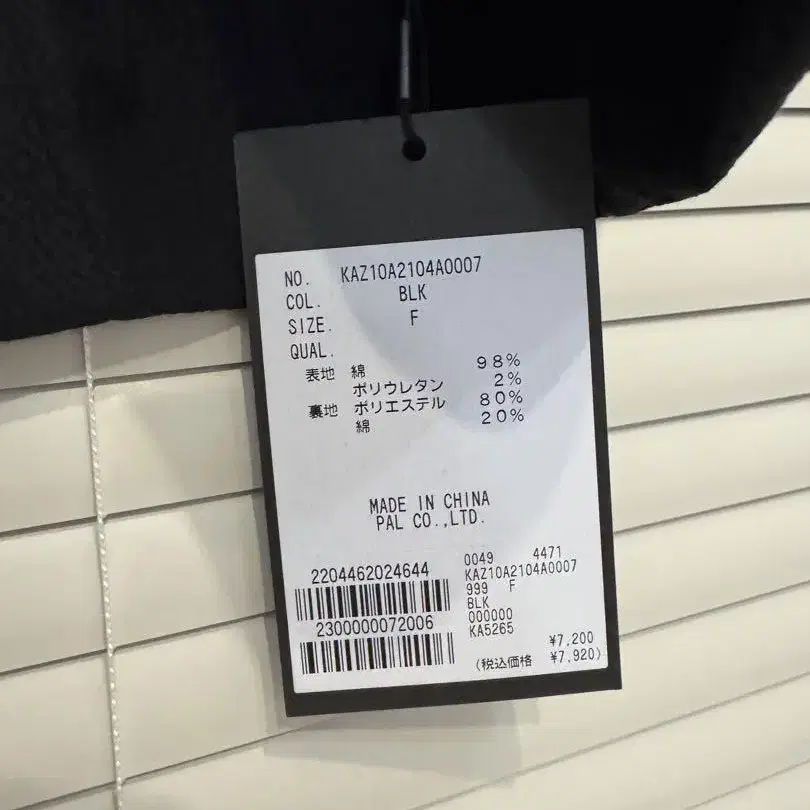 NO. KAZ10A2104A0007
COL. BLK
SIZE. F
QUAL.
表地 綿 98%
ポリウレタン 2%
裏地 ポリエステル 80%
綿 20%
MADE IN CHINA
PAL CO.,LTD.
2204462024644
2300000072006
0049 4471
KAZ10A2104A0007
999 F
BLK
000000
KA5265
¥7,200
(税込価格 ¥7,920)